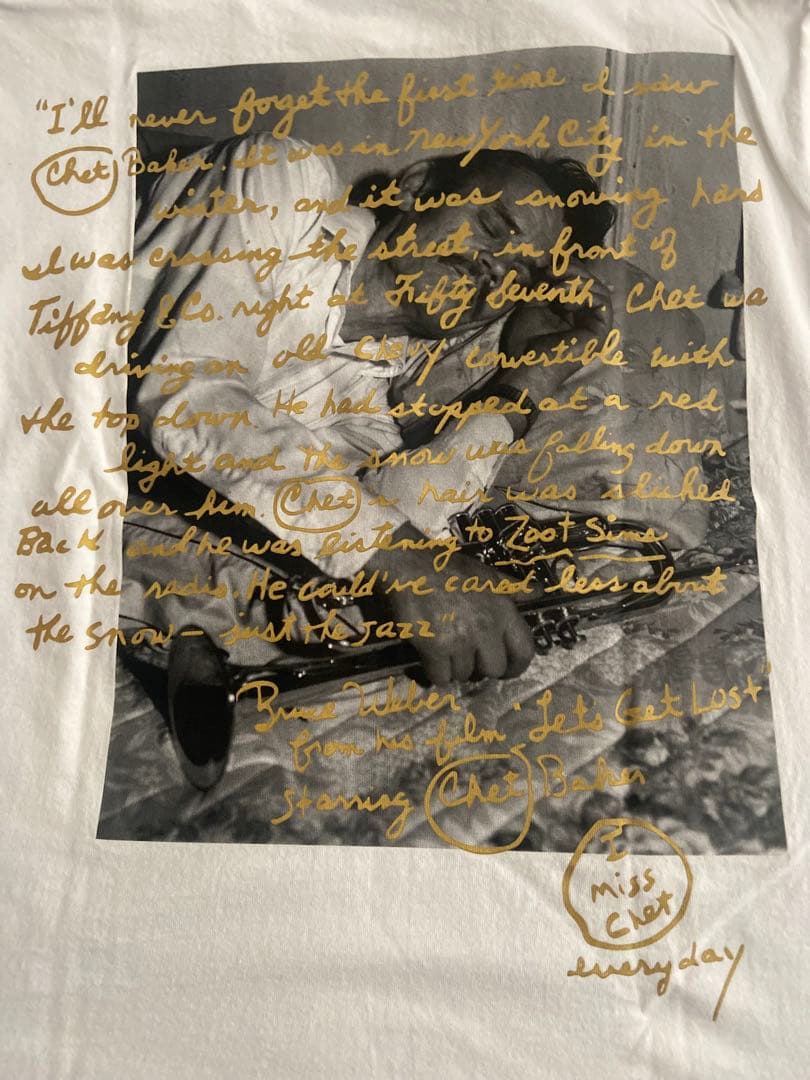 "I'll never forget the first time I saw
Chet Baker. It was in New York City in the
winter, and it was snowing hard
I was crossing the street, in front of
Tiffany & Co. right at Fifty Seventh. Chet wa
driving an old Chevy convertible with
the top down. He had stopped at a red
light and the snow was falling down
all over him. Chet's hair was slicked
Back and he was listening to Zoot Sims
on the radio. He could've cared less about
the snow — just the JAZZ"
Bruce Weber
from his film "Let's Get Lost"
starring Chet Baker
I
miss
Chet
everyday